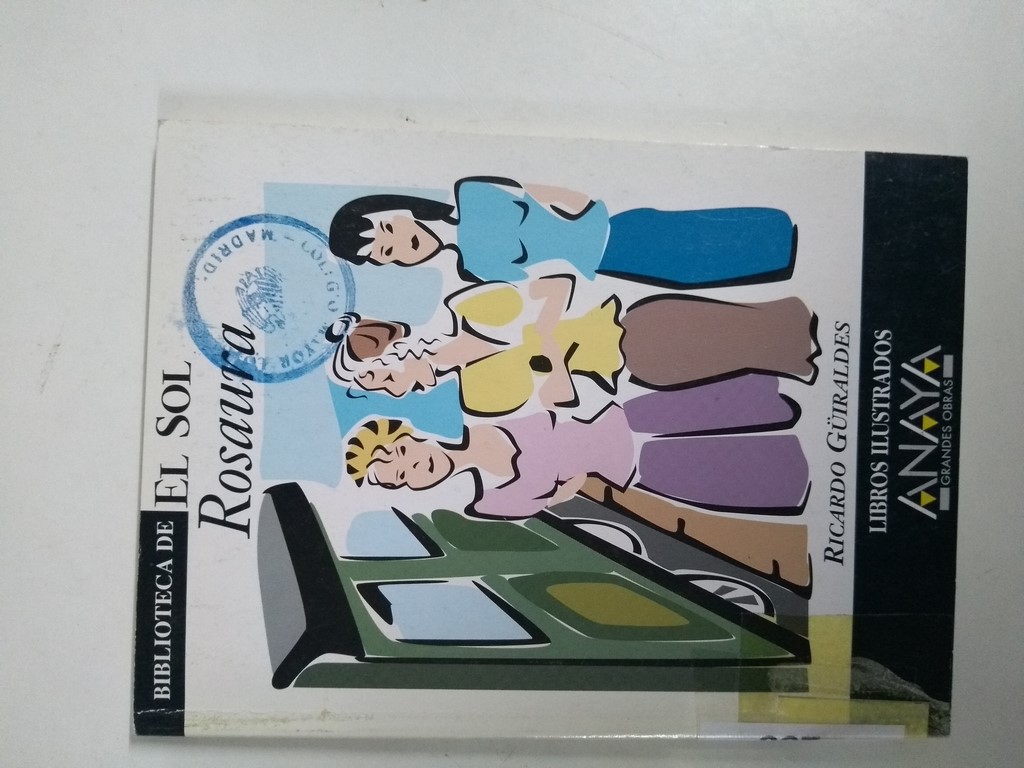 BIBLIOTECA DE
EL SOL
Rosaura
MADRID
RICARDO GÜIRALDES
LIBROS ILUSTRADOS
ANAYA
GRANDES OBRAS